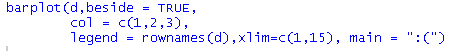 barplot(d,beside = TRUE,
col = c(1,2,3),
legend = rownames(d),xlim=c(1,15), main = ":(")